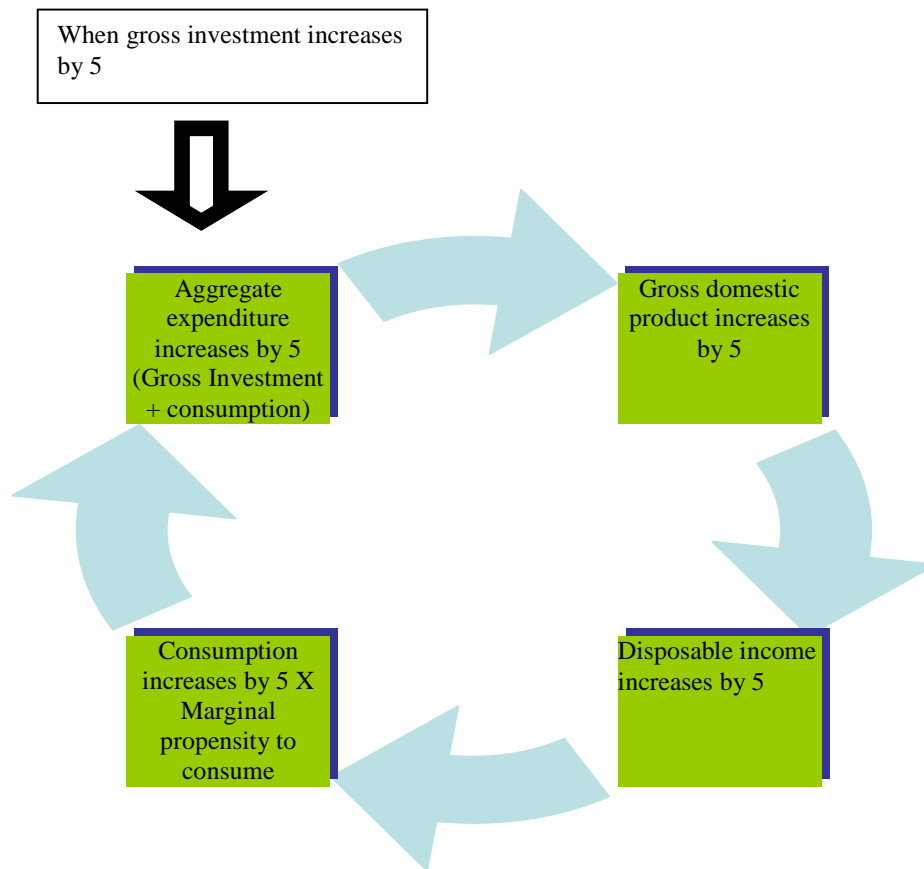 When gross investment increases
by 5
Aggregate
expenditure
increases by 5
(Gross Investment
+ consumption)
Gross domestic
product increases
by 5
Disposable income
increases by 5
Consumption
increases by 5 X
Marginal
propensity to
consume